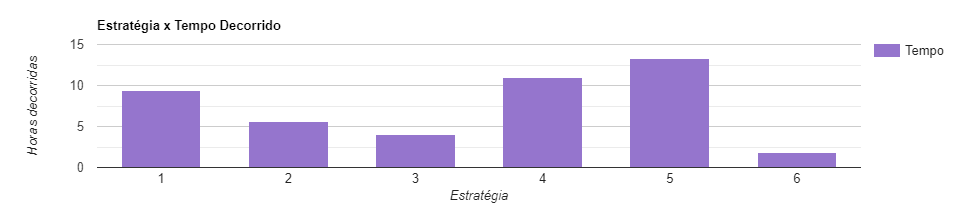 Estratégia x Tempo Decorrido
Horas decorridas
15
10
5
0
1 2 3 4 5 6
Estratégia
Tempo